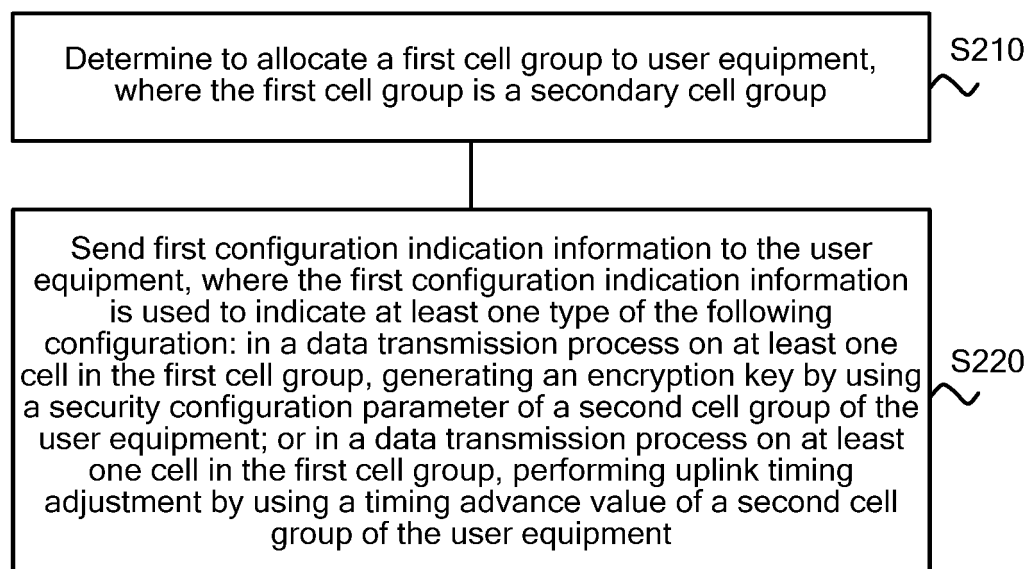 Determine to allocate a first cell group to user equipment,
where the first cell group is a secondary cell group
S210
Send first configuration indication information to the user
equipment, where the first configuration indication information
is used to indicate at least one type of the following
configuration: in a data transmission process on at least one
cell in the first cell group, generating an encryption key by using
a security configuration parameter of a second cell group of the
user equipment; or in a data transmission process on at least
one cell in the first cell group, performing uplink timing
adjustment by using a timing advance value of a second cell
group of the user equipment
S220